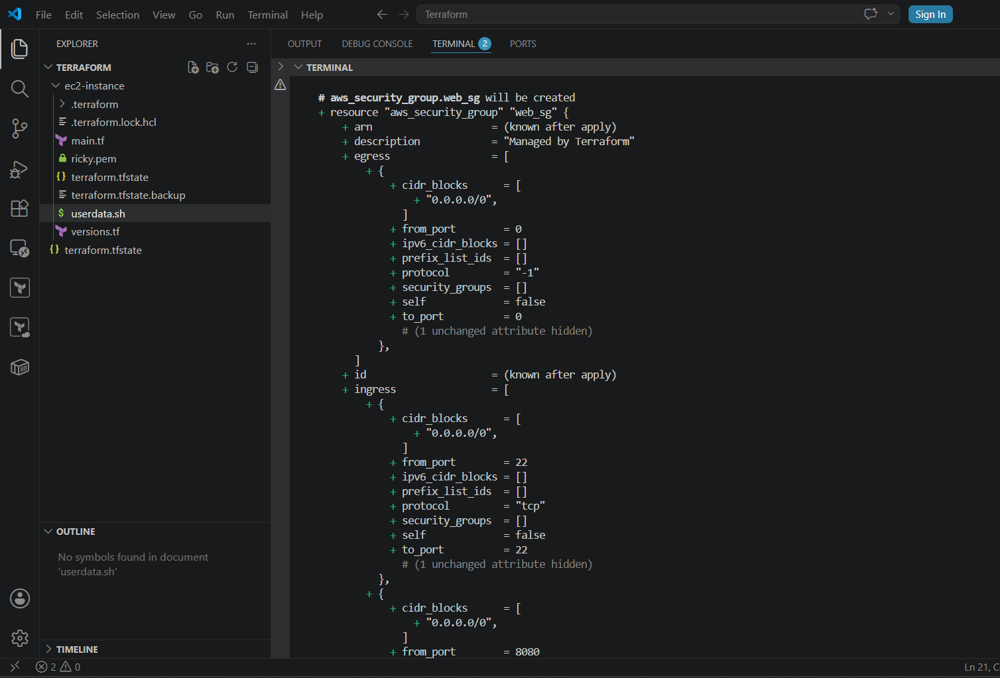 File Edit Selection View Go Run Terminal Help
Terraform
Sign In
EXPLORER
OUTPUT DEBUG CONSOLE TERMINAL 2 PORTS
TERRAFORM
ec2-instance
.terraform
.terraform.lock.hcl
main.tf
ricky.pem
{} terraform.tfstate
terraform.tfstate.backup
$ userdata.sh
versions.tf
{} terraform.tfstate
OUTLINE
No symbols found in document
'userdata.sh'
TIMELINE
TERMINAL
# aws_security_group.web_sg will be created
+ resource "aws_security_group" "web_sg" {
+ arn = (known after apply)
+ description = "Managed by Terraform"
+ egress = [
+ {
+ cidr_blocks = [
+ "0.0.0.0/0",
]
+ from_port = 0
+ ipv6_cidr_blocks = []
+ prefix_list_ids = []
+ protocol = "-1"
+ security_groups = []
+ self = false
+ to_port = 0
# (1 unchanged attribute hidden)
},
]
+ id = (known after apply)
+ ingress = [
+ {
+ cidr_blocks = [
+ "0.0.0.0/0",
]
+ from_port = 22
+ ipv6_cidr_blocks = []
+ prefix_list_ids = []
+ protocol = "tcp"
+ security_groups = []
+ self = false
+ to_port = 22
# (1 unchanged attribute hidden)
},
+ {
+ cidr_blocks = [
+ "0.0.0.0/0",
]
+ from_port = 8080
2 0
Ln 21, C